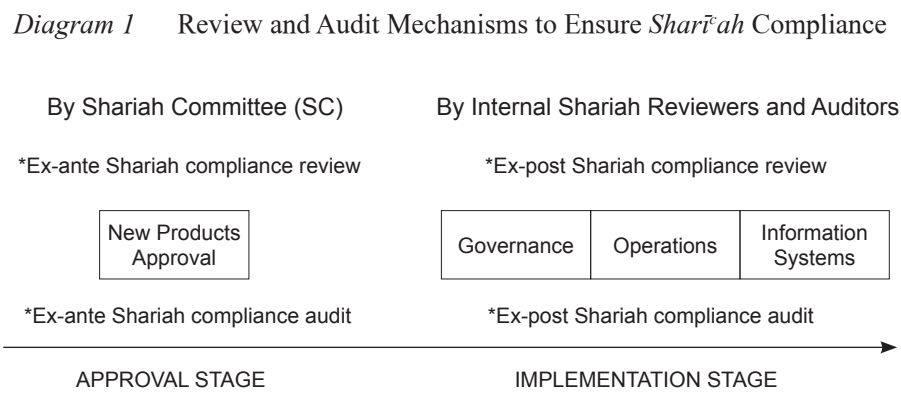 Diagram 1 Review and Audit Mechanisms to Ensure Sharīᶜah Compliance
By Shariah Committee (SC)
By Internal Shariah Reviewers and Auditors
*Ex-ante Shariah compliance review
*Ex-post Shariah compliance review
New Products
Approval
Governance
Operations
Information
Systems
*Ex-ante Shariah compliance audit
*Ex-post Shariah compliance audit
APPROVAL STAGE
IMPLEMENTATION STAGE